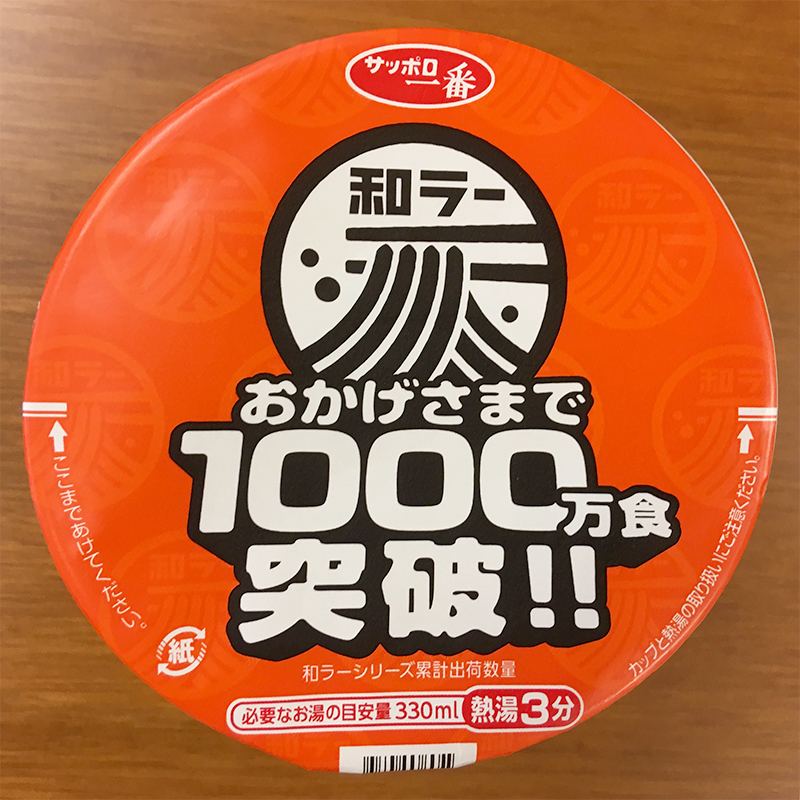 サッポロ一番
和ラー
おかげさまで
1000万食
突破!!
ここまであけてください。
カップと熱湯の取り扱いにご注意ください。
紙
和ラーシリーズ累計出荷数量
必要なお湯の目安量330ml 熱湯3分